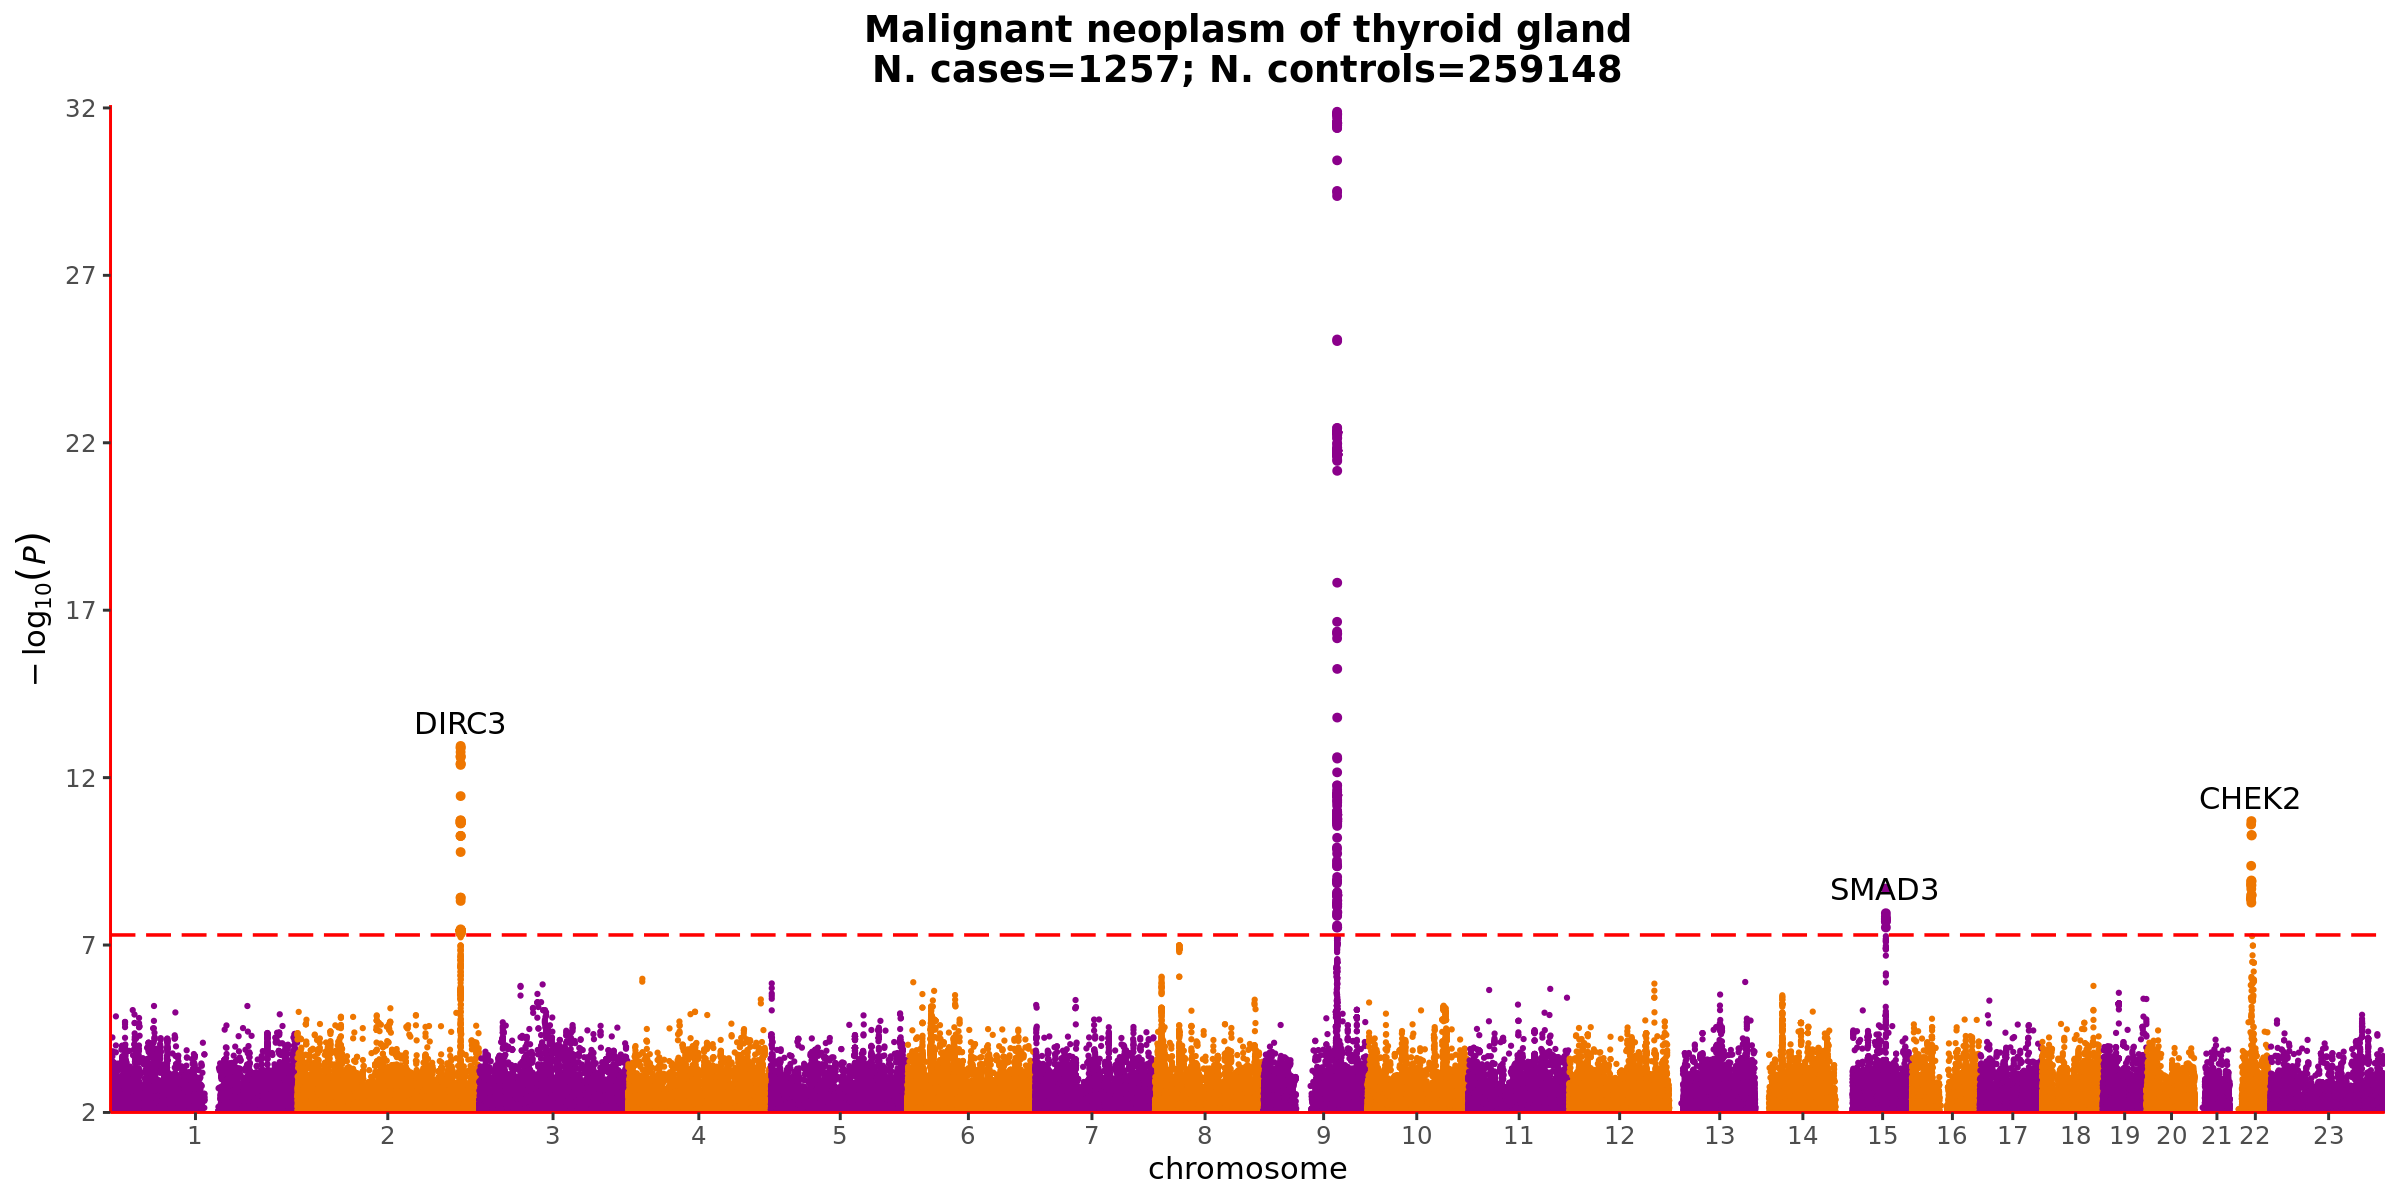 Malignant neoplasm of thyroid gland
N. cases=1257; N. controls=259148
32
27
22
17
12
7
2
− log10(P)
DIRC3
CHEK2
SMAD3
1 2 3 4 5 6 7 8 9 10 11 12 13 14 15 16 17 18 19 20 21 22 23
chromosome